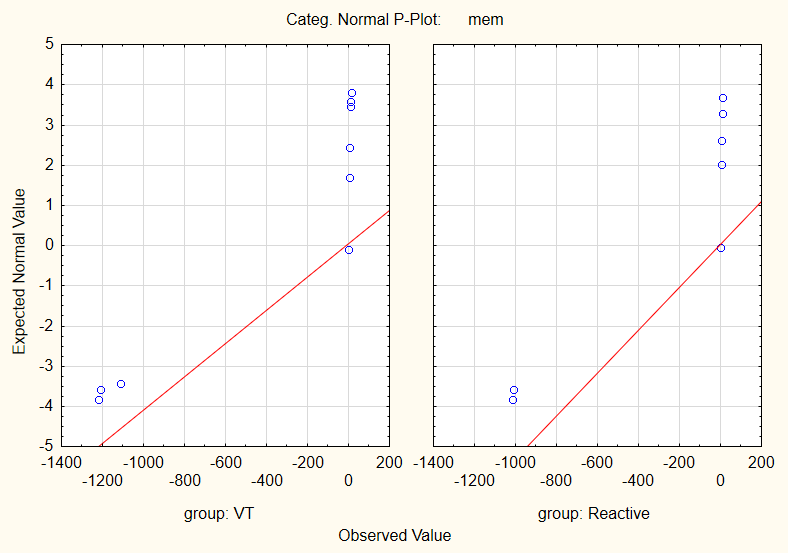 Categ. Normal P-Plot: mem
Expected Normal Value
5
4
3
2
1
0
-1
-2
-3
-4
-5
-1400 -1000 -600 -200 200 -1400 -1000 -600 -200 200
-1200 -800 -400 0 -1200 -800 -400 0
group: VT group: Reactive
Observed Value